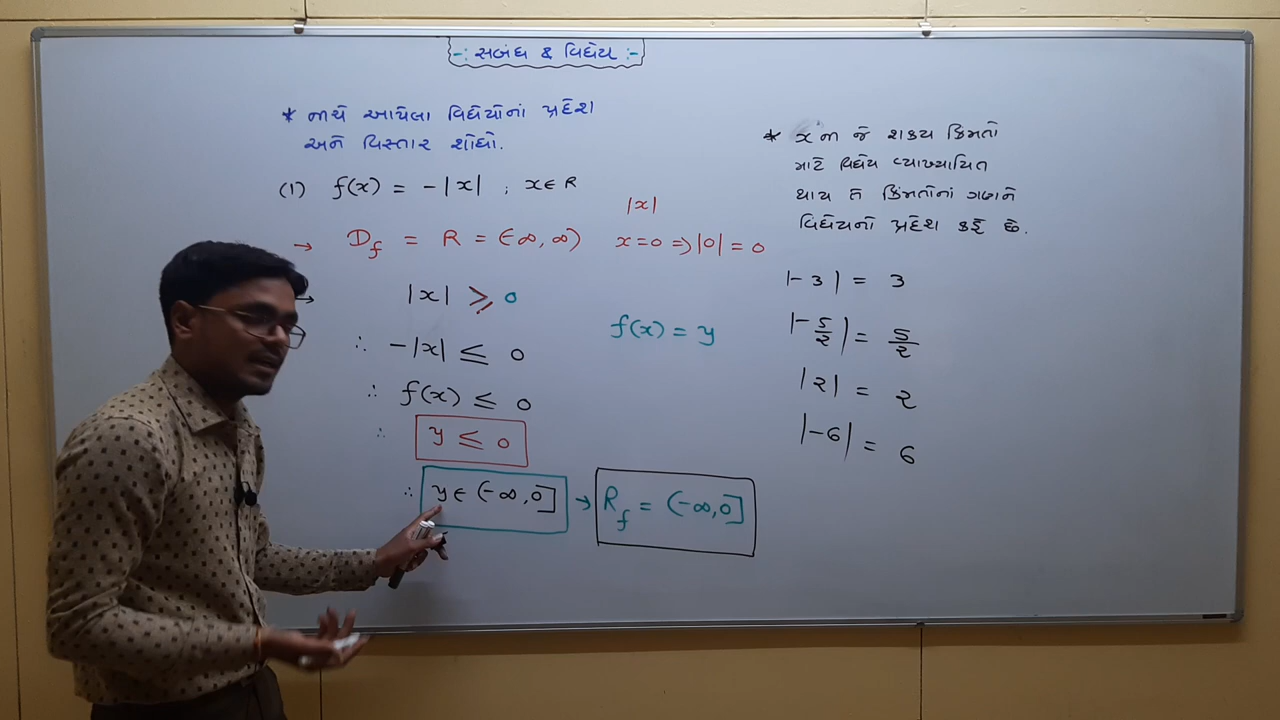 -: સબંધ & વિધેય :-
* નીચે આપેલા વિધેયોનાં પ્રદેશ
અને વિસ્તાર શોધો.
(1) f(x) = -|x| ; x∈R
→ D_f = R = (-∞, ∞)
→ |x| ≥ 0
∴ -|x| ≤ 0
∴ f(x) ≤ 0
∴ y ≤ 0
∴ y ∈ (-∞, 0] → R_f = (-∞, 0]
|x|
x=0 ⇒ |0| = 0
f(x) = y
* x ના જે શક્ય કિંમતો
માટે વિધેય વ્યાખ્યાયિત
થાય તે કિંમતોનાં ગણને
વિધેયનો પ્રદેશ કહે છે.
|-3| = 3
|-5/2| = 5/2
|2| = 2
|-6| = 6